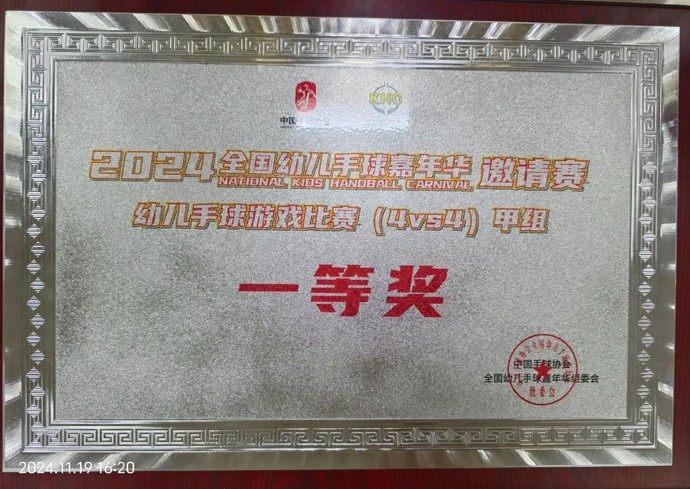 KHC
2024全国幼儿手球嘉年华邀请赛
NATIONAL KIDS HANDBALL CARNIVAL
幼儿手球游戏比赛（4vs4）甲组
一等奖
中国手球协会
全国幼儿手球嘉年华组委会
组委会
2024.11.19 16:20